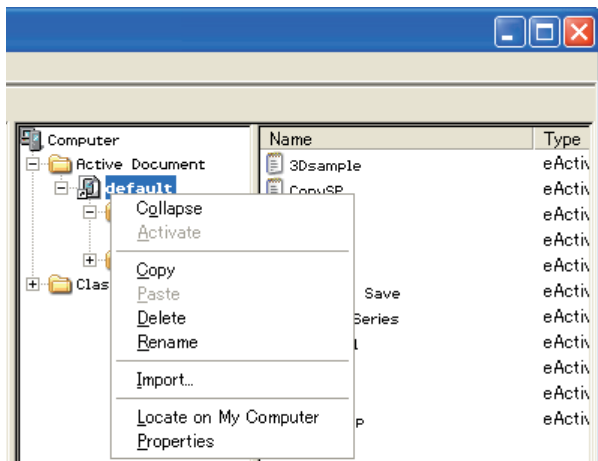 Computer
Active Document
default
Clas
Collapse
Activate
Copy
Paste
Delete
Rename
Import...
Locate on My Computer
Properties
Name Type
3Dsample eActiv
CopySP eActiv
eActiv
eActiv
eActiv
Save eActiv
Series eActiv
eActiv
eActiv
eActiv
P eActiv